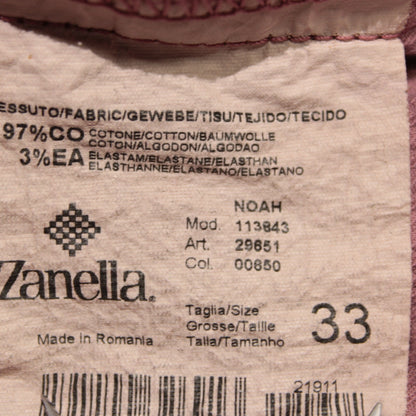 ESSUTO/FABRIC/GEWEBE/TISU/TEJIDO/TECIDO
97%CO COTONE/COTTON/BAUMWOLLE
COTON/ALGODON/ALGODAO
3%EA ELASTAM/ELASTANE/ELASTHAN
ELASTHANNE/ELASTANO/ELASTANO
NOAH
Mod. 113843
Art. 29651
Col. 00650
Zanella®
Taglia/Size
Grosse/Taille
Talla/Tamanho
33
Made in Romania
21911